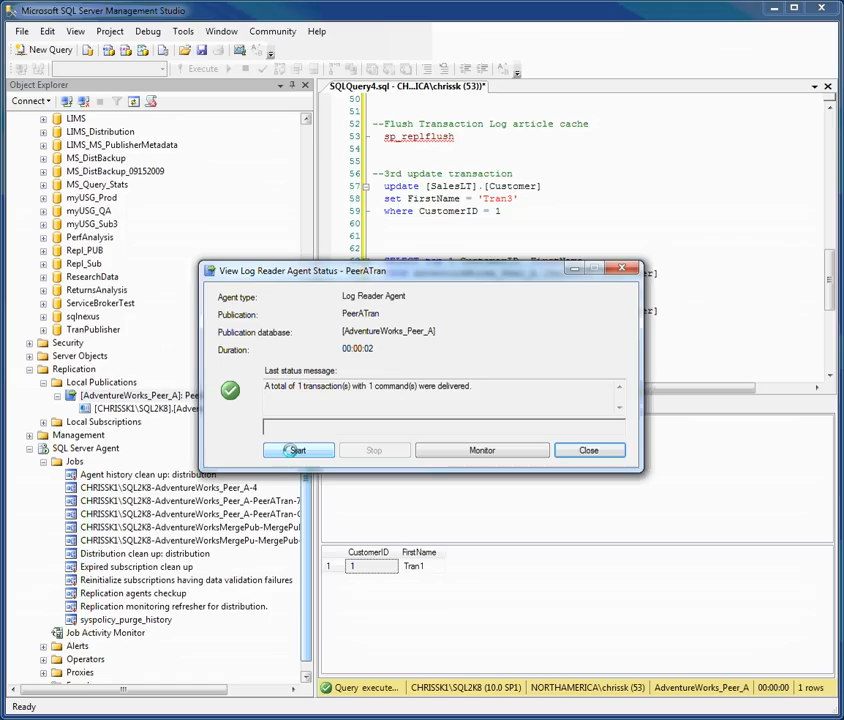 Microsoft SQL Server Management Studio
File Edit View Project Debug Tools Window Community Help
New Query
Execute
Object Explorer
SQLQuery4.sql - CH...ICA\chrissk (53))*
Connect
LIMS
LIMS_Distribution
LIMS_MS_PublisherMetadata
MS_DistBackup
MS_DistBackup_09152009
MS_Query_Stats
myUSG_Prod
myUSG_QA
myUSG_Sub3
PerfAnalysis
Repl_PUB
Repl_Sub
ResearchData
ReturnsAnalysis
ServiceBrokerTest
sqlnexus
TranPublisher
Security
Server Objects
Replication
Local Publications
[AdventureWorks_Peer_A]: Pee
[CHRISSK1\SQL2K8].[Adven
Local Subscriptions
Management
SQL Server Agent
Jobs
Agent history clean up: distribution
CHRISSK1\SQL2K8-AdventureWorks_Peer_A-4
CHRISSK1\SQL2K8-AdventureWorks_Peer_A-PeerATran-7
CHRISSK1\SQL2K8-AdventureWorks_Peer_A-PeerATran-C
CHRISSK1\SQL2K8-AdventureWorksMergePub-MergePub
CHRISSK1\SQL2K8-AdventureWorksMergePu-MergePub-
Distribution clean up: distribution
Expired subscription clean up
Reinitialize subscriptions having data validation failures
Replication agents checkup
Replication monitoring refresher for distribution.
syspolicy_purge_history
Job Activity Monitor
Alerts
Operators
Proxies
50
51
52 --Flush Transaction Log article cache
53 sp_replflush
54
55
56 --3rd update transaction
57 update [SalesLT].[Customer]
58 set FirstName = 'Tran3'
59 where CustomerID = 1
60
61
View Log Reader Agent Status - PeerATran
Agent type: Log Reader Agent
Publication: PeerATran
Publication database: [AdventureWorks_Peer_A]
Duration: 00:00:02
Last status message:
A total of 1 transaction(s) with 1 command(s) were delivered.
Start Stop Monitor Close
CustomerID FirstName
1 1 Tran1
Query execute... CHRISSK1\SQL2K8 (10.0 SP1) NORTHAMERICA\chrissk (53) AdventureWorks_Peer_A 00:00:00 1 rows
Ready